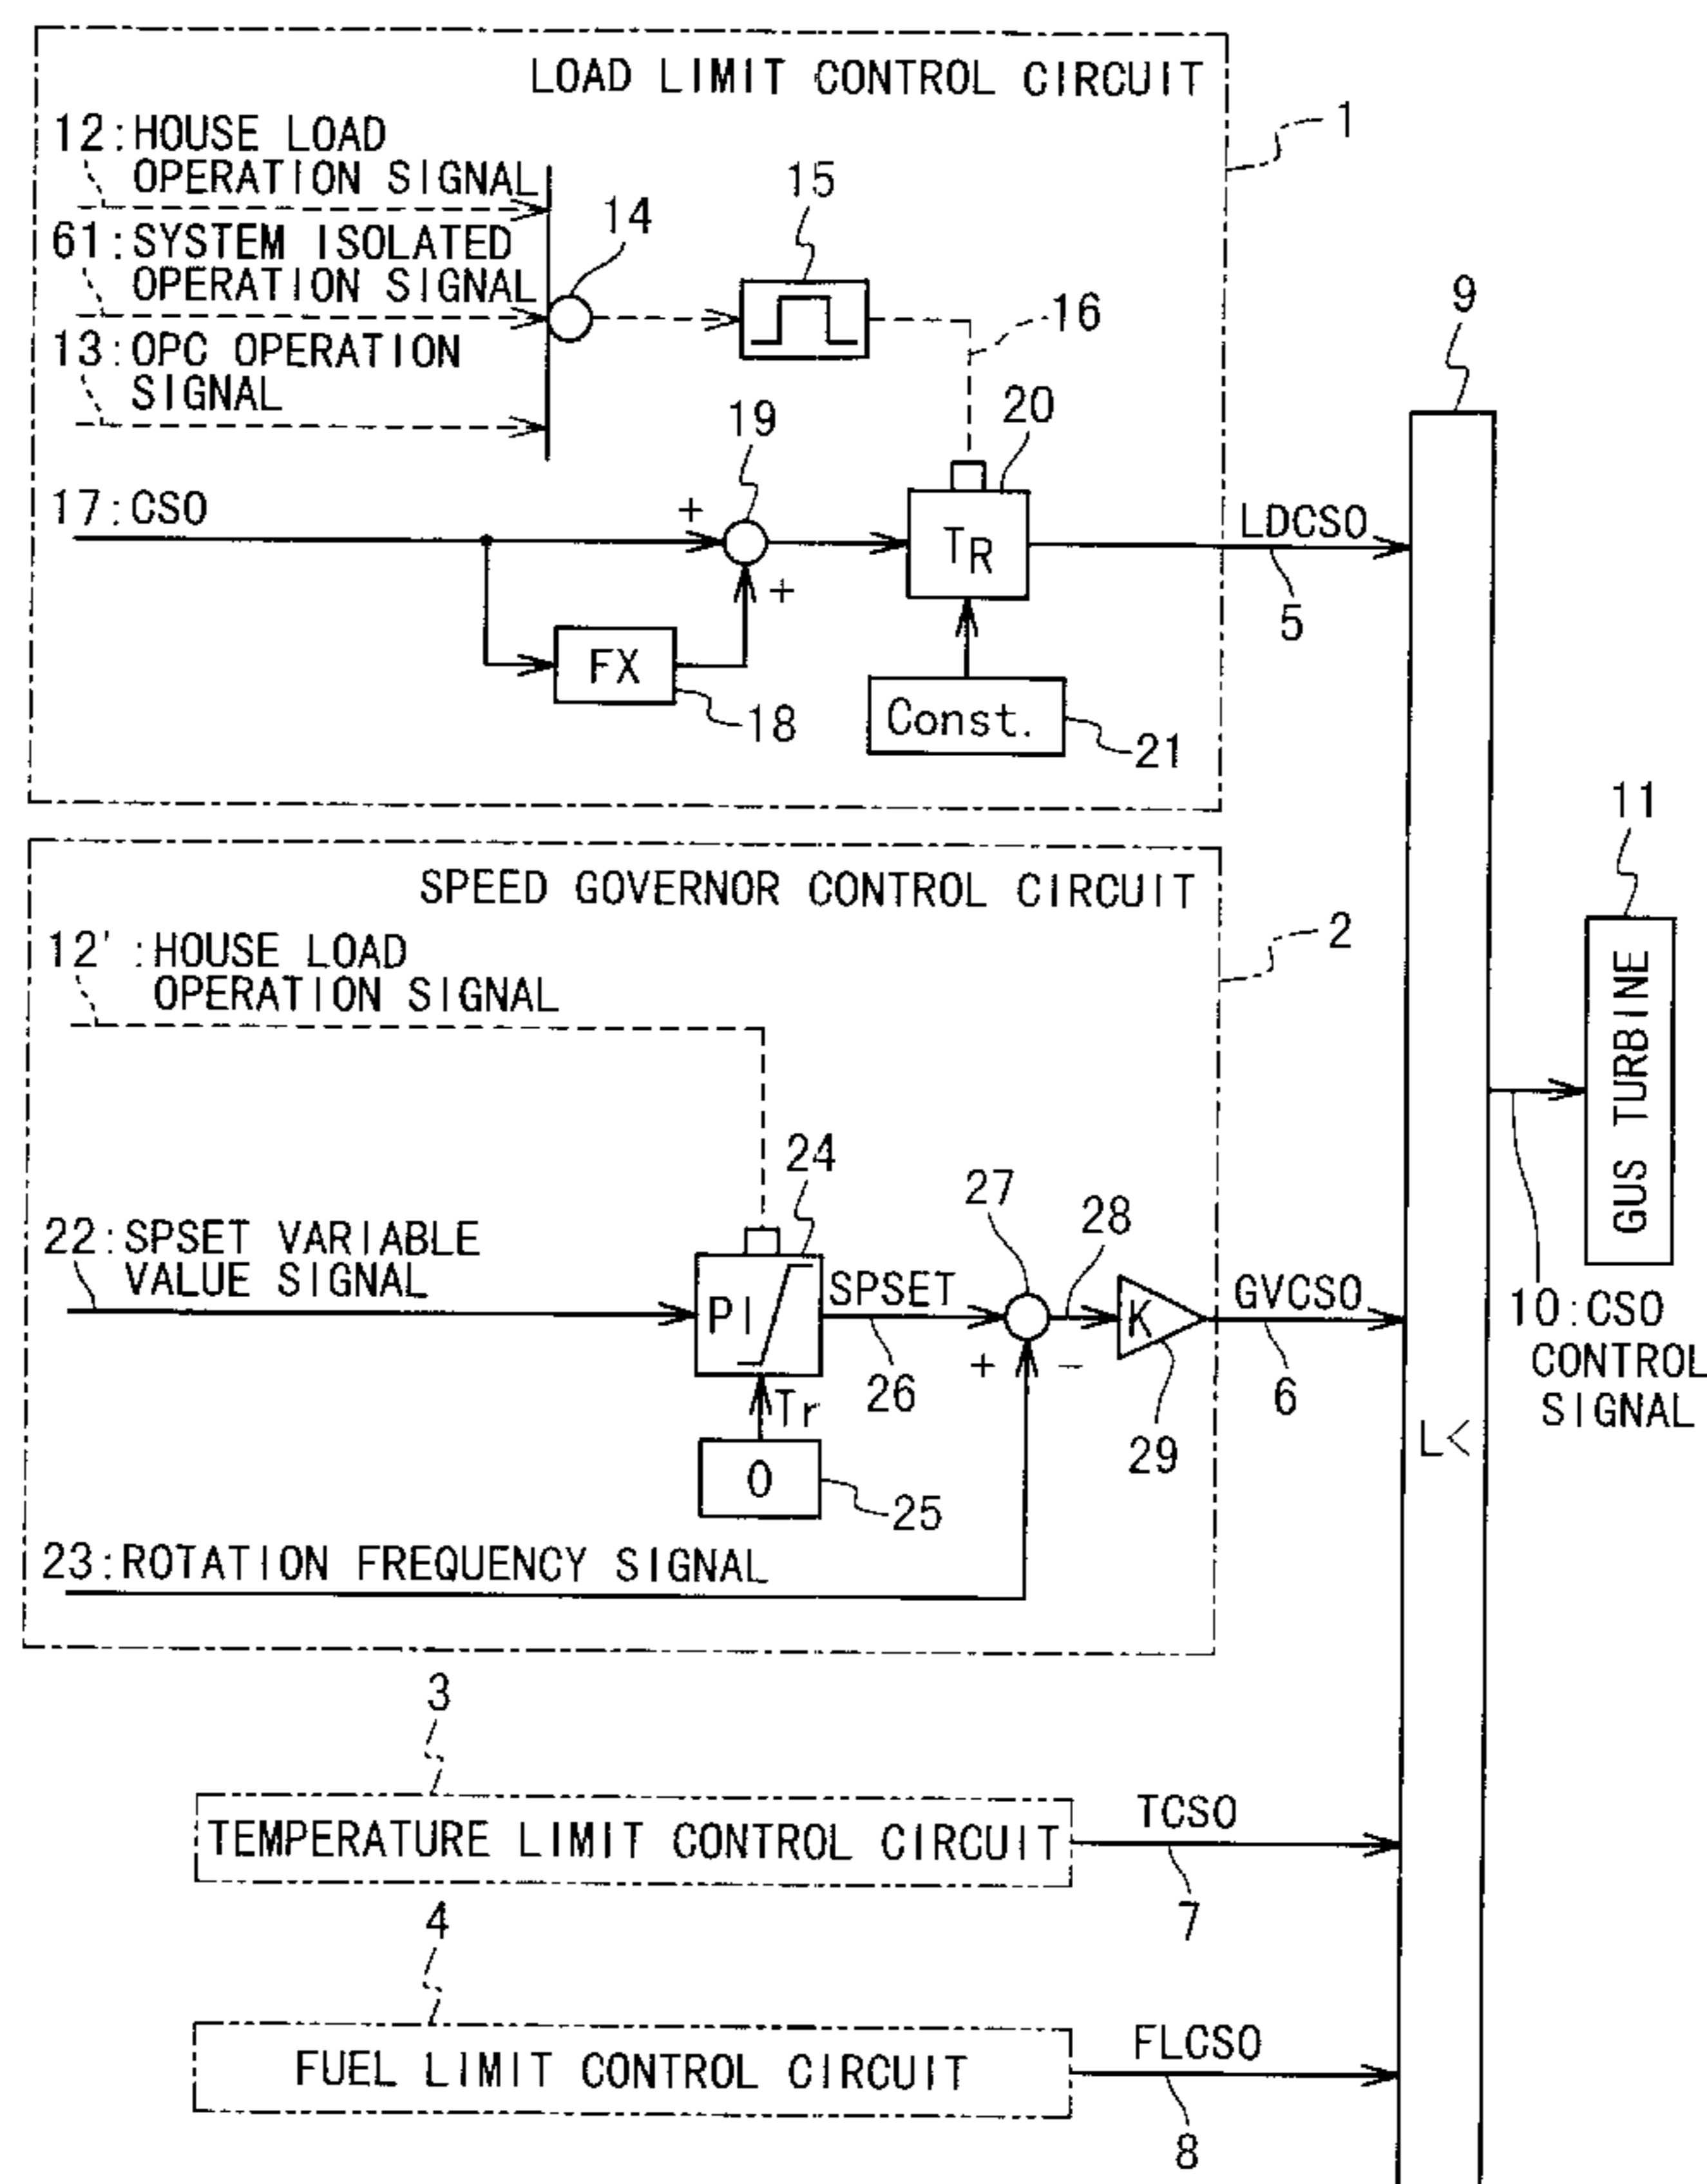 LOAD LIMIT CONTROL CIRCUIT
1
12:HOUSE LOAD
OPERATION SIGNAL
61:SYSTEM ISOLATED
OPERATION SIGNAL
13:OPC OPERATION
SIGNAL
14
15
16
9
17:CSO
+
19
+
20
TR
LDCSO
5
FX
18
Const.
21
11
SPEED GOVERNOR CONTROL CIRCUIT
2
12':HOUSE LOAD
OPERATION SIGNAL
GUS TURBINE
24
27
28
22:SPSET VARIABLE
VALUE SIGNAL
PI
SPSET
26
+
-
K
29
GVCSO
6
10:CSO
CONTROL
SIGNAL
L<
Tr
0
25
23:ROTATION FREQUENCY SIGNAL
3
TEMPERATURE LIMIT CONTROL CIRCUIT
TCSO
7
4
FUEL LIMIT CONTROL CIRCUIT
FLCSO
8